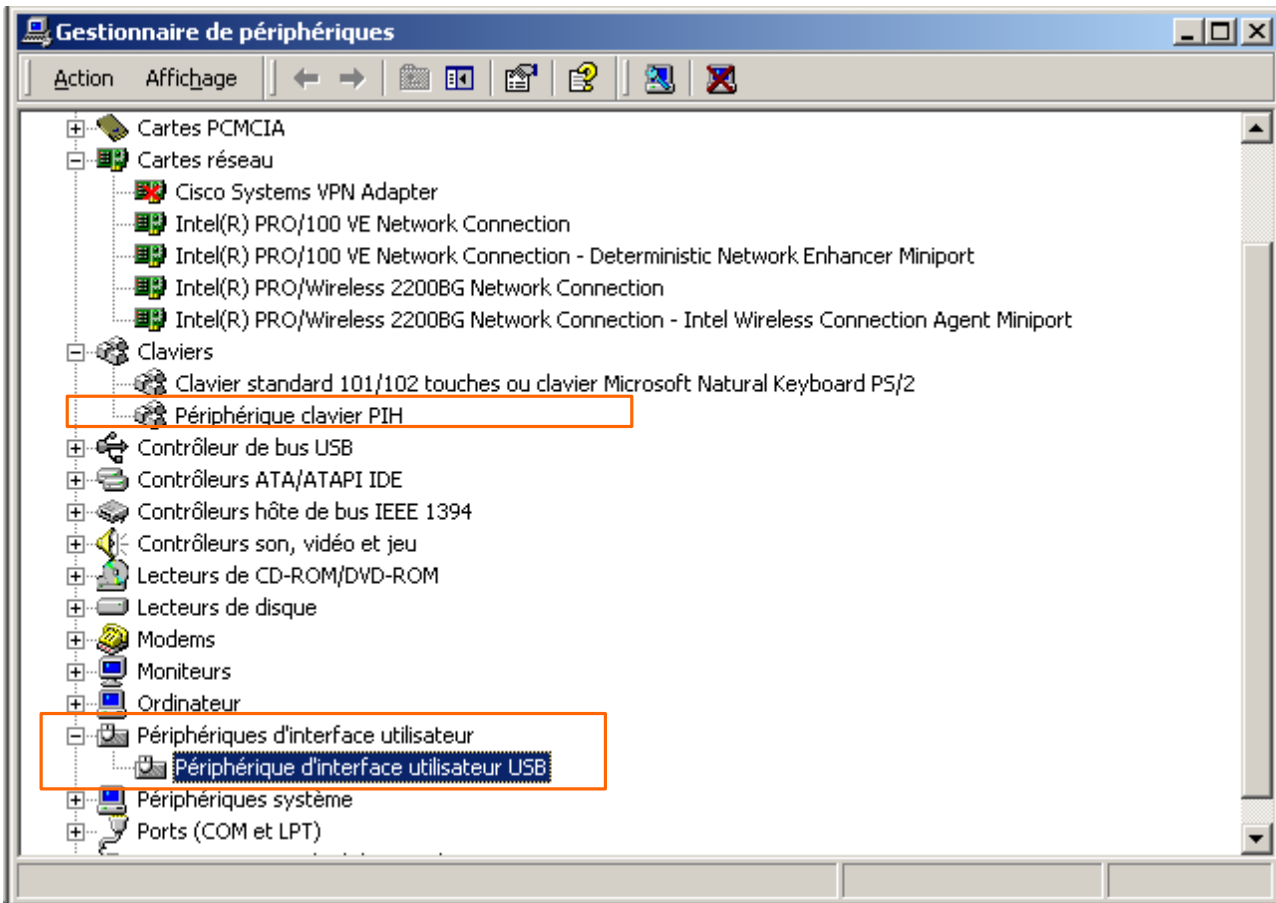 Gestionnaire de périphériques
Action Affichage
Cartes PCMCIA
Cartes réseau
Cisco Systems VPN Adapter
Intel(R) PRO/100 VE Network Connection
Intel(R) PRO/100 VE Network Connection - Deterministic Network Enhancer Miniport
Intel(R) PRO/Wireless 2200BG Network Connection
Intel(R) PRO/Wireless 2200BG Network Connection - Intel Wireless Connection Agent Miniport
Claviers
Clavier standard 101/102 touches ou clavier Microsoft Natural Keyboard PS/2
Périphérique clavier PIH
Contrôleur de bus USB
Contrôleurs ATA/ATAPI IDE
Contrôleurs hôte de bus IEEE 1394
Contrôleurs son, vidéo et jeu
Lecteurs de CD-ROM/DVD-ROM
Lecteurs de disque
Modems
Moniteurs
Ordinateur
Périphériques d'interface utilisateur
Périphérique d'interface utilisateur USB
Périphériques système
Ports (COM et LPT)